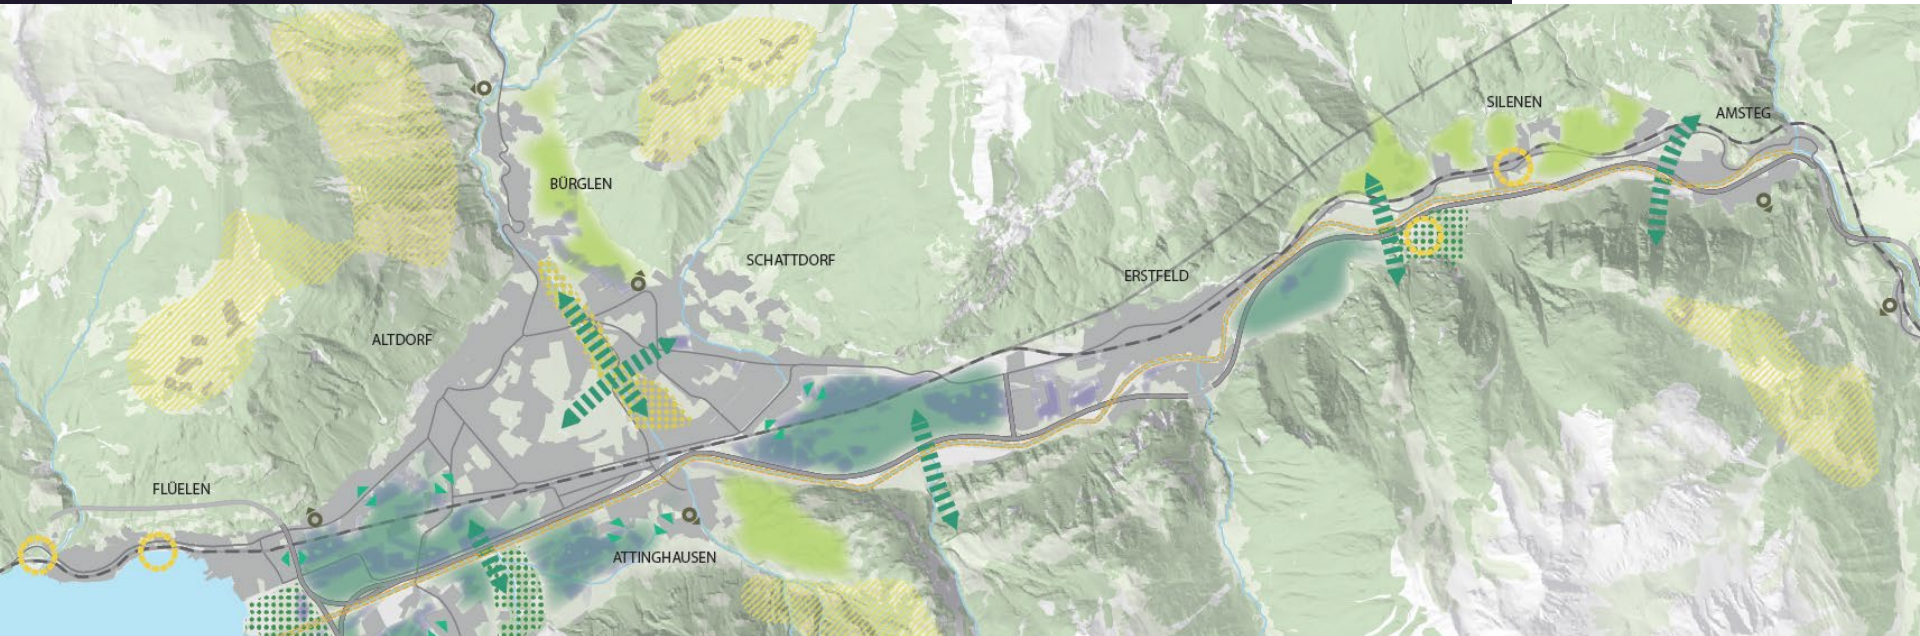 SILENEN
AMSTEG
BÜRGLEN
SCHATTDORF
ERSTFELD
ALTDORF
FLÜELEN
ATTINGHAUSEN